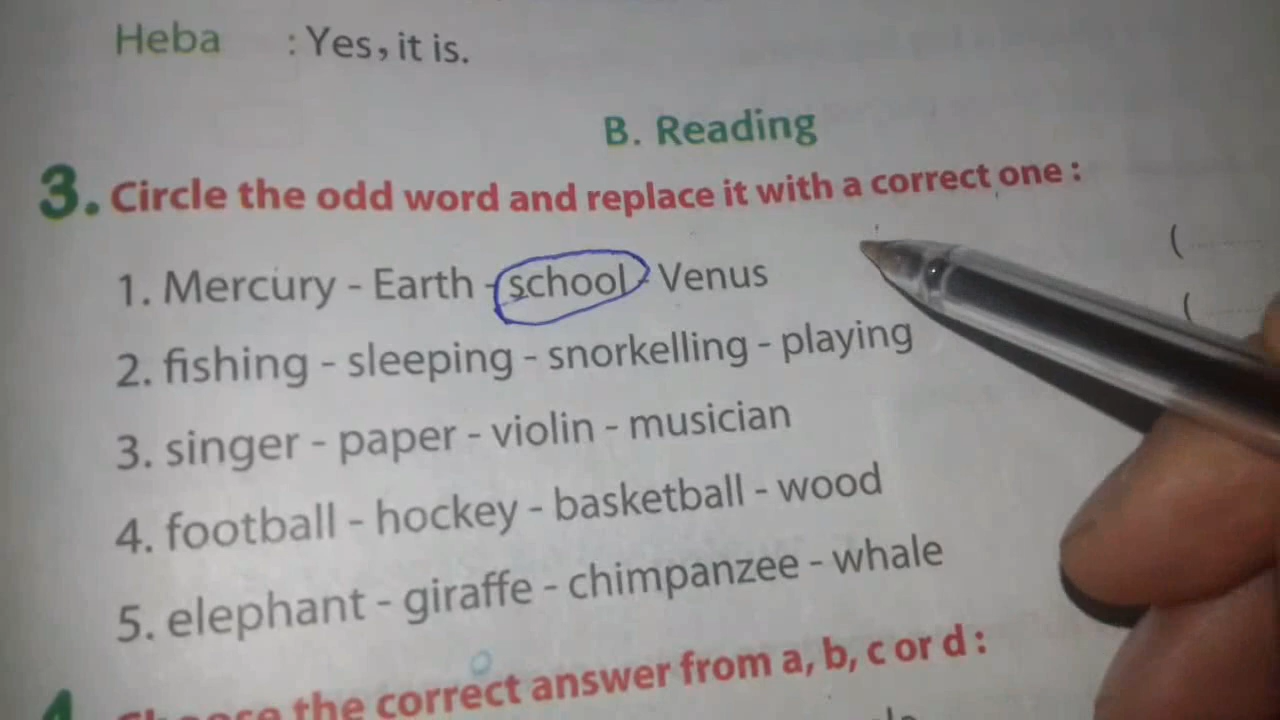 Heba : Yes, it is.
B. Reading
3. Circle the odd word and replace it with a correct one :
1. Mercury - Earth - school - Venus (
2. fishing - sleeping - snorkelling - playing (
3. singer - paper - violin - musician
4. football - hockey - basketball - wood
5. elephant - giraffe - chimpanzee - whale
the correct answer from a, b, c or d :